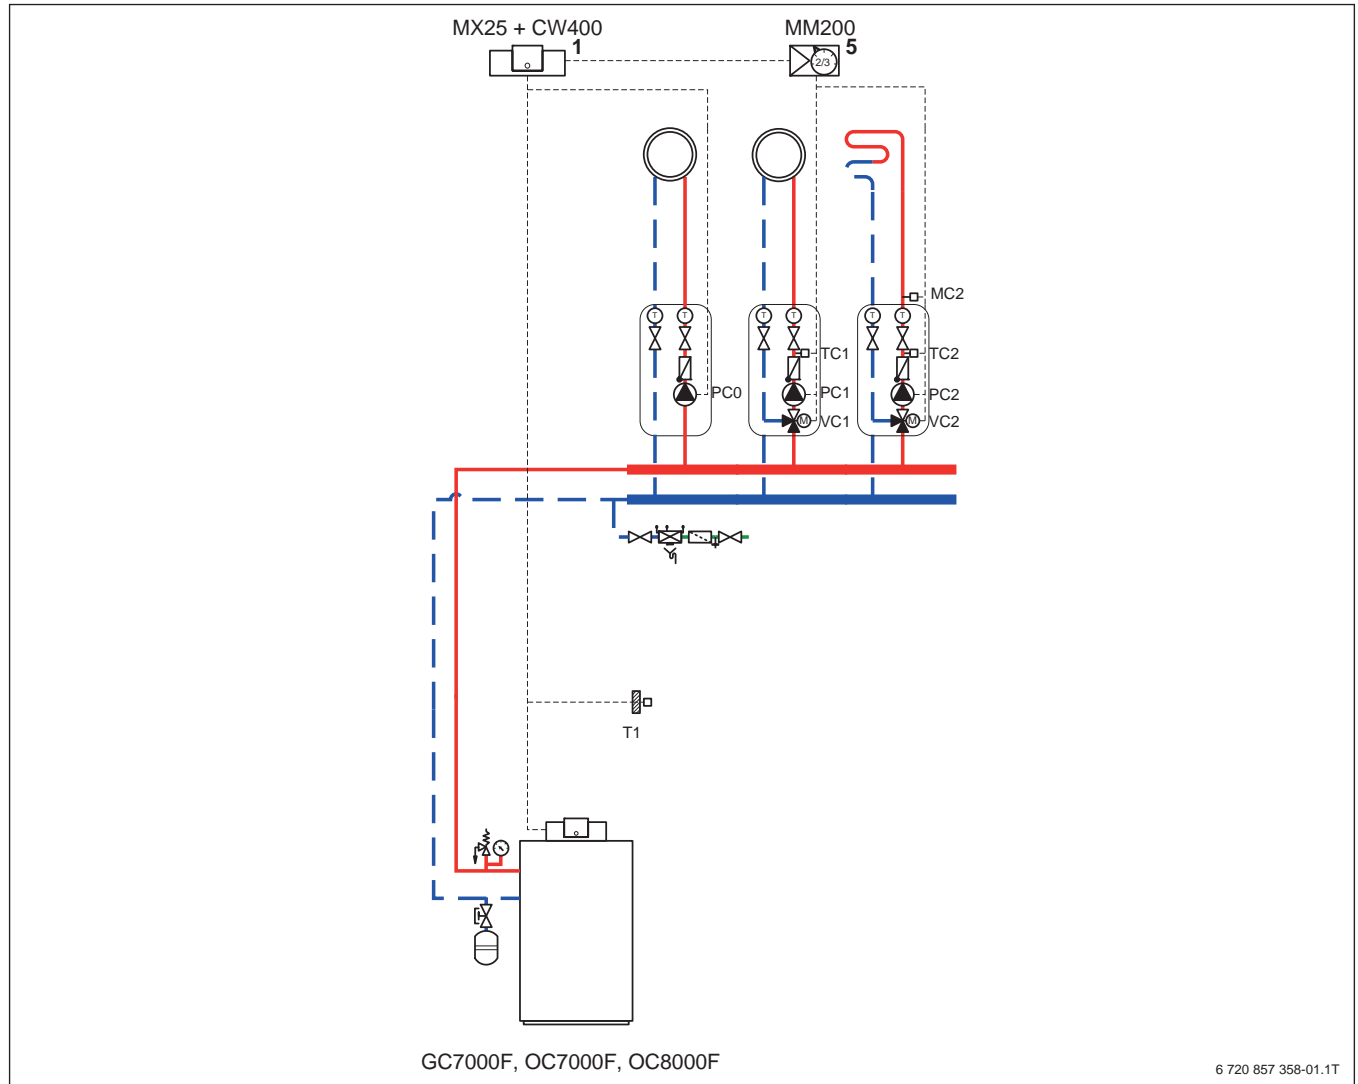 MX25 + CW400
1
MM200
5
2/3
MC2
T T T T T T
TC1
TC2
PC0
PC1
PC2
M
VC1
M
VC2
T1
GC7000F, OC7000F, OC8000F
6 720 857 358-01.1T